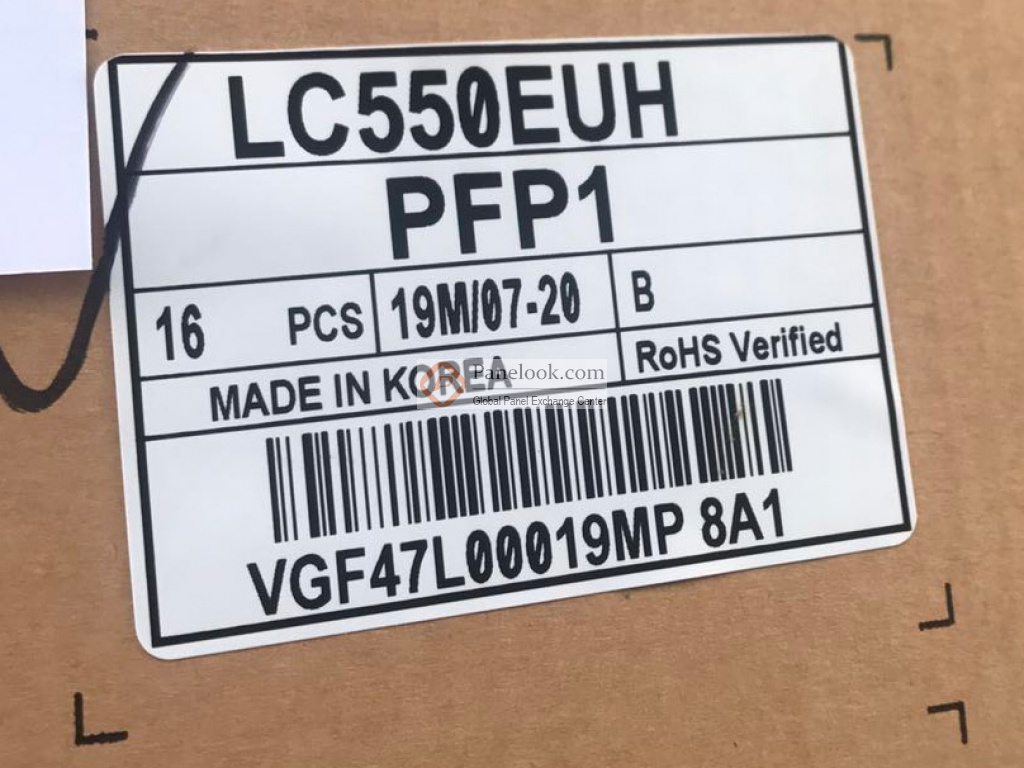 LC550EUH
PFP1
16 PCS 19M/07-20 B
MADE IN KOREA RoHS Verified
Panelook.com
Global Panel Exchange Center
VGF47L00019MP 8A1